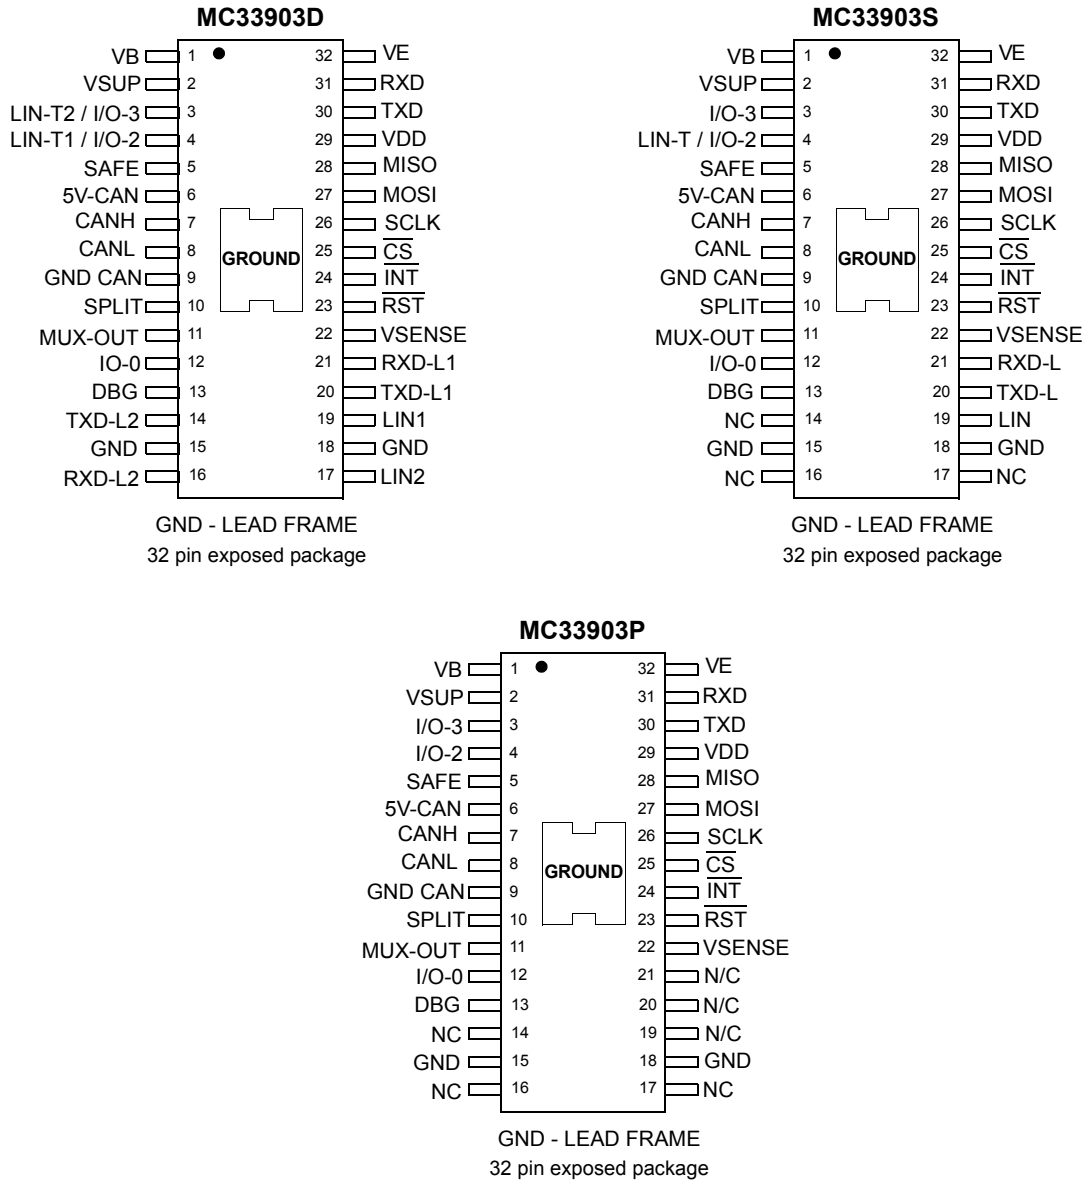 MC33903D
VB 1 32 VE
VSUP 2 31 RXD
LIN-T2 / I/O-3 3 30 TXD
LIN-T1 / I/O-2 4 29 VDD
SAFE 5 28 MISO
5V-CAN 6 27 MOSI
CANH 7 26 SCLK
CANL 8 25 CS
GROUND
GND CAN 9 24 INT
SPLIT 10 23 RST
MUX-OUT 11 22 VSENSE
IO-0 12 21 RXD-L1
DBG 13 20 TXD-L1
TXD-L2 14 19 LIN1
GND 15 18 GND
RXD-L2 16 17 LIN2
GND - LEAD FRAME
32 pin exposed package
MC33903S
VB 1 32 VE
VSUP 2 31 RXD
I/O-3 3 30 TXD
LIN-T / I/O-2 4 29 VDD
SAFE 5 28 MISO
5V-CAN 6 27 MOSI
CANH 7 26 SCLK
CANL 8 25 CS
GROUND
GND CAN 9 24 INT
SPLIT 10 23 RST
MUX-OUT 11 22 VSENSE
I/O-0 12 21 RXD-L
DBG 13 20 TXD-L
NC 14 19 LIN
GND 15 18 GND
NC 16 17 NC
GND - LEAD FRAME
32 pin exposed package
MC33903P
VB 1 32 VE
VSUP 2 31 RXD
I/O-3 3 30 TXD
I/O-2 4 29 VDD
SAFE 5 28 MISO
5V-CAN 6 27 MOSI
CANH 7 26 SCLK
CANL 8 25 CS
GROUND
GND CAN 9 24 INT
SPLIT 10 23 RST
MUX-OUT 11 22 VSENSE
I/O-0 12 21 N/C
DBG 13 20 N/C
NC 14 19 N/C
GND 15 18 GND
NC 16 17 NC
GND - LEAD FRAME
32 pin exposed package